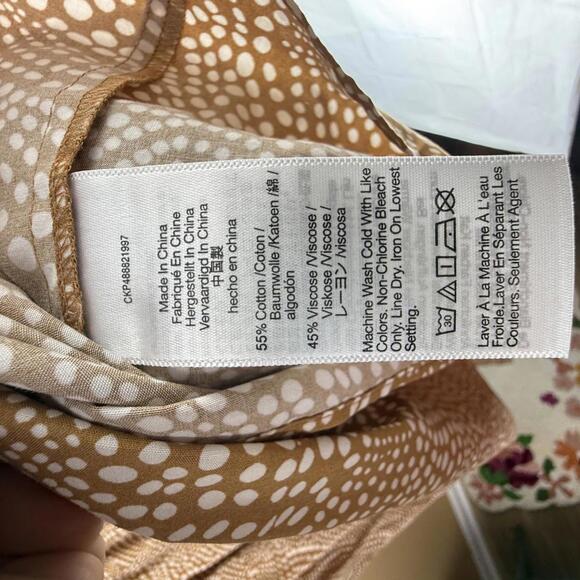 CKP488821997
Made In China
Fabriqué En Chine
Hergestellt In China
Vervaardigd In China
中国製
hecho en china
55% Cotton /Coton /
Baumwolle /Katoen /綿 /
algodón
45% Viscose /Viscose /
Viskose /Viscose /
レーヨン /viscosa
Machine Wash Cold With Like
Colors. Non-Chlorine Bleach
Only. Line Dry. Iron On Lowest
Setting.
30
Laver À La Machine À L'eau
Froide.Laver En Séparant Les
Couleurs. Seulement Agent